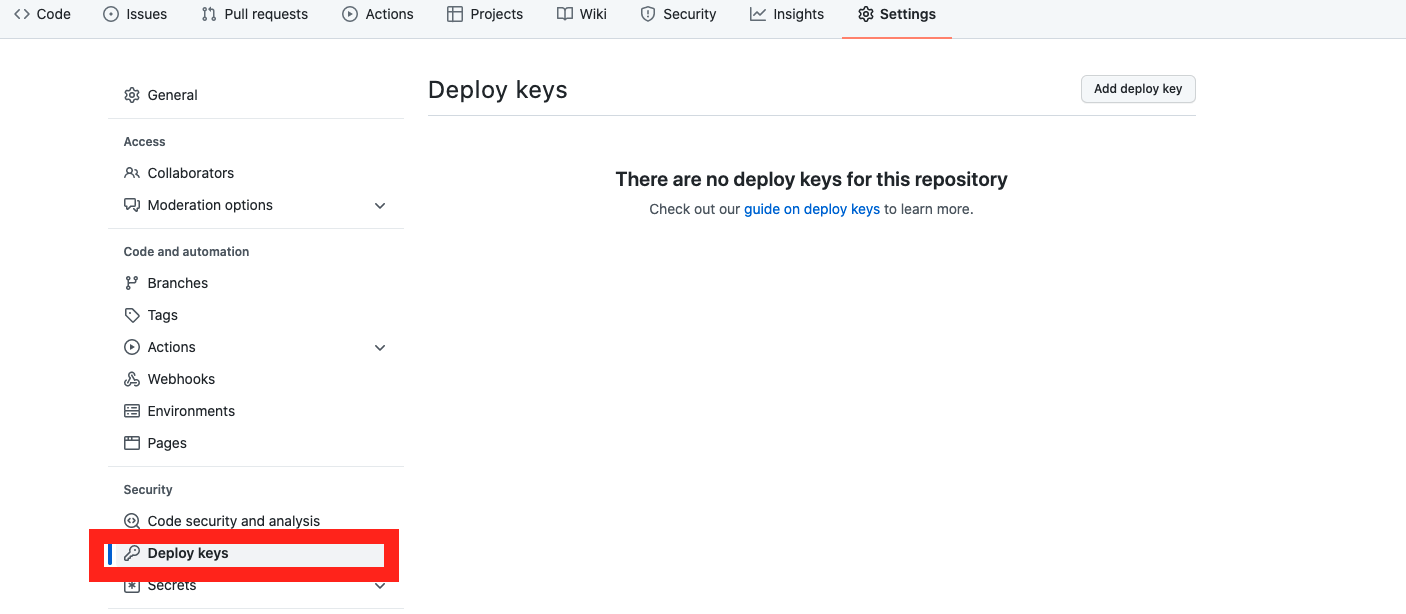 Code Issues Pull requests Actions Projects Wiki Security Insights Settings
General
Access
Collaborators
Moderation options
Code and automation
Branches
Tags
Actions
Webhooks
Environments
Pages
Security
Code security and analysis
Deploy keys
Secrets
Deploy keys
Add deploy key
There are no deploy keys for this repository
Check out our guide on deploy keys to learn more.